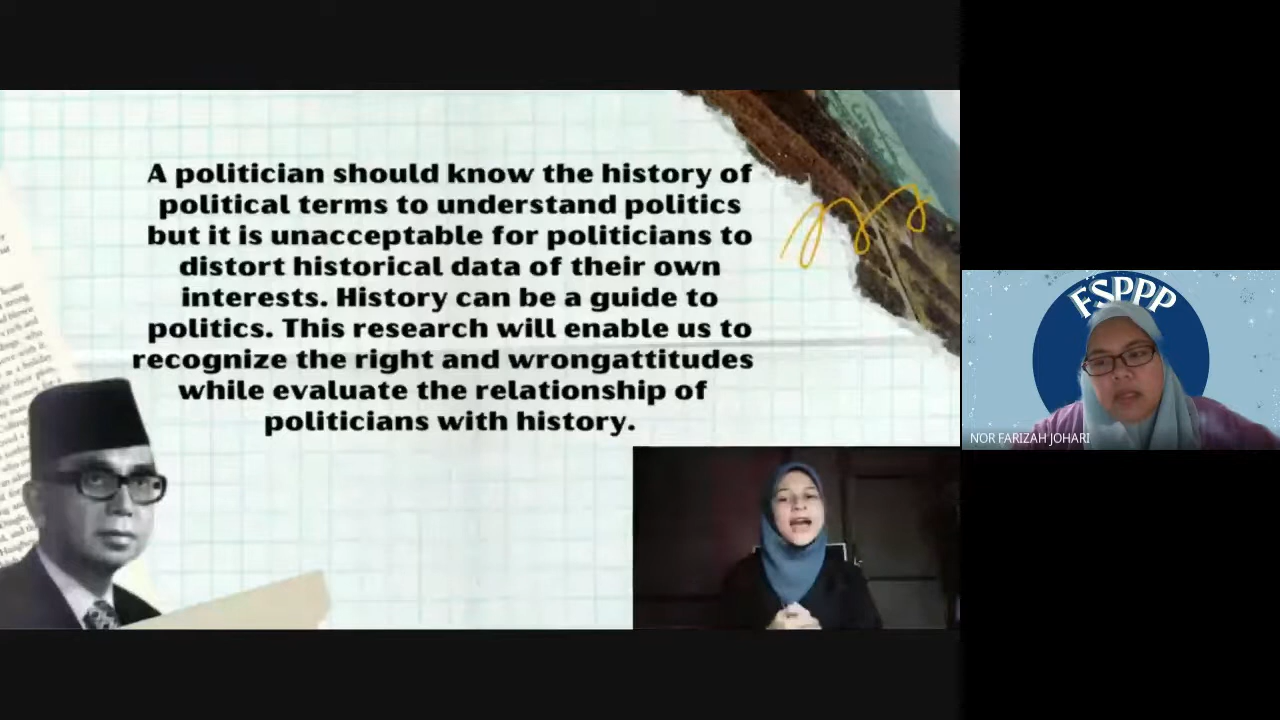 A politician should know the history of
political terms to understand politics
but it is unacceptable for politicians to
distort historical data of their own
interests. History can be a guide to
politics. This research will enable us to
recognize the right and wrongattitudes
while evaluate the relationship of
politicians with history.
FSPPP
NOR FARIZAH JOHARI